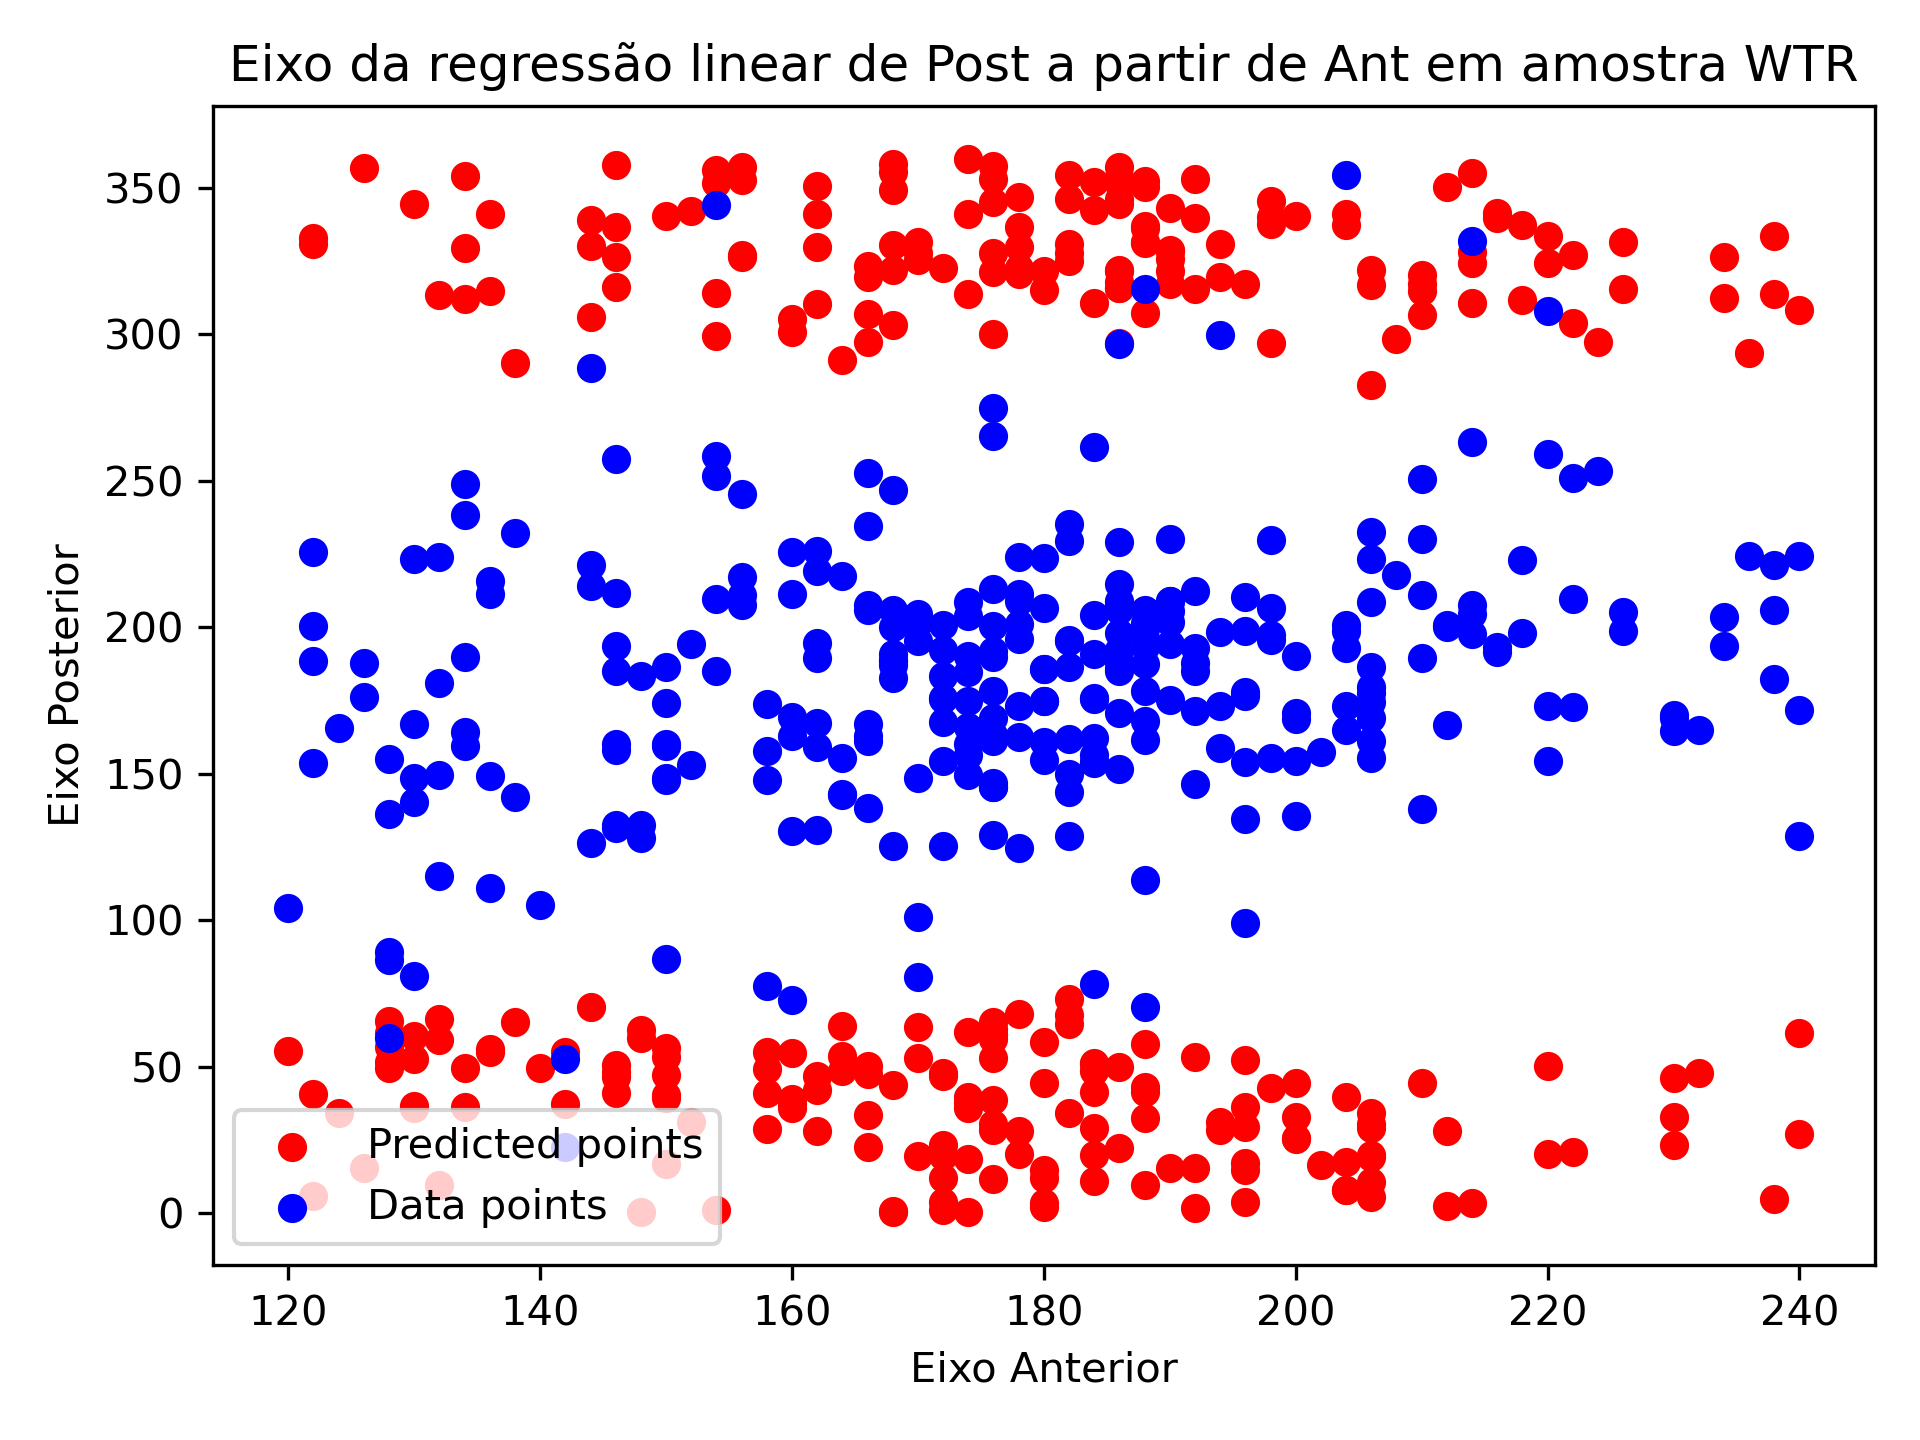 Eixo da regressão linear de Post a partir de Ant em amostra WTR
350
300
250
200
150
100
50
0
Eixo Posterior
Predicted points
Data points
120 140 160 180 200 220 240
Eixo Anterior